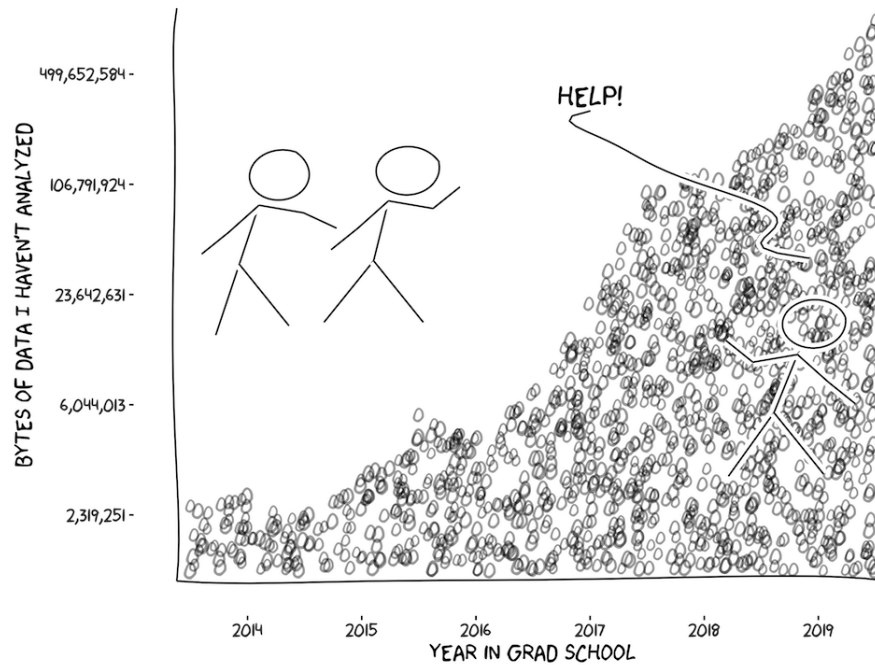 HELP!
BYTES OF DATA I HAVEN'T ANALYZED
499,652,584
106,791,924
23,642,631
6,044,013
2,319,251
2014 2015 2016 2017 2018 2019
YEAR IN GRAD SCHOOL